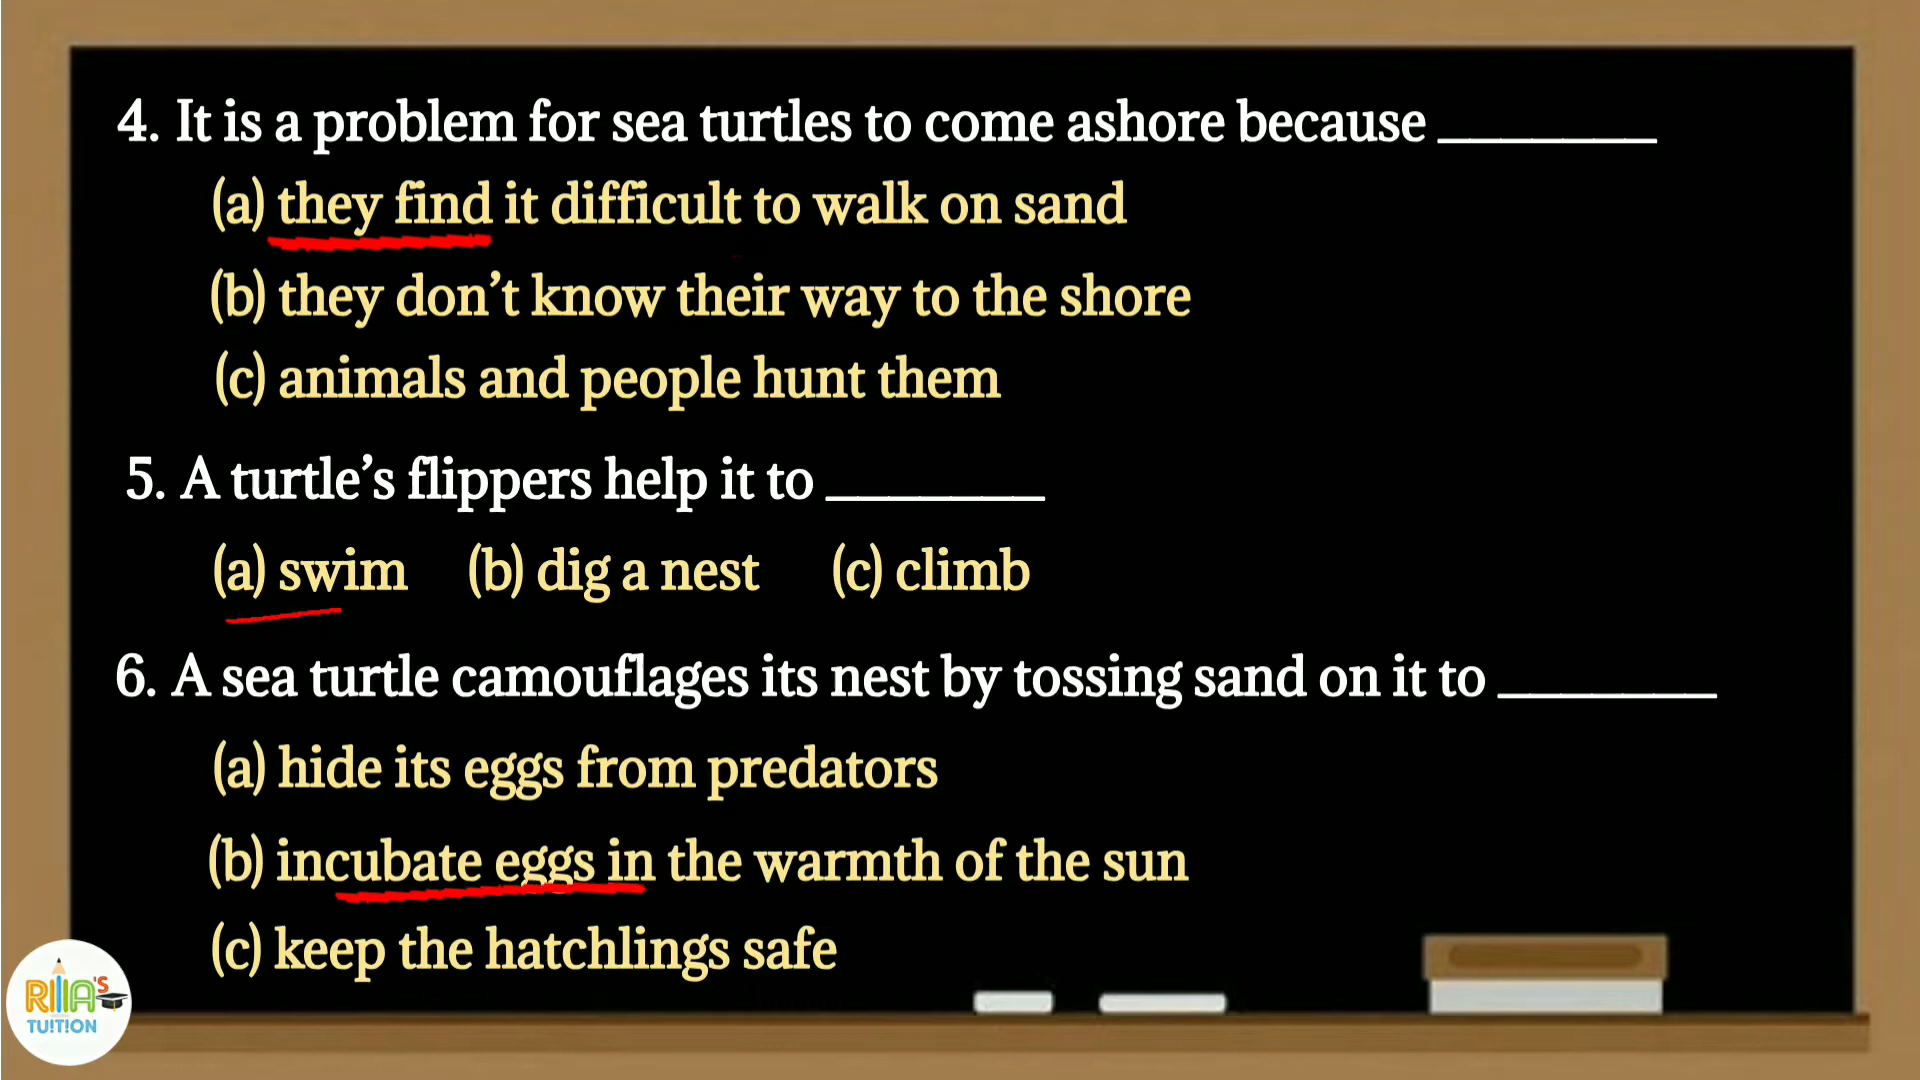 4. It is a problem for sea turtles to come ashore because ________
(a) they find it difficult to walk on sand
(b) they don’t know their way to the shore
(c) animals and people hunt them
5. A turtle’s flippers help it to ________
(a) swim (b) dig a nest (c) climb
6. A sea turtle camouflages its nest by tossing sand on it to ________
(a) hide its eggs from predators
(b) incubate eggs in the warmth of the sun
(c) keep the hatchlings safe
TUITION